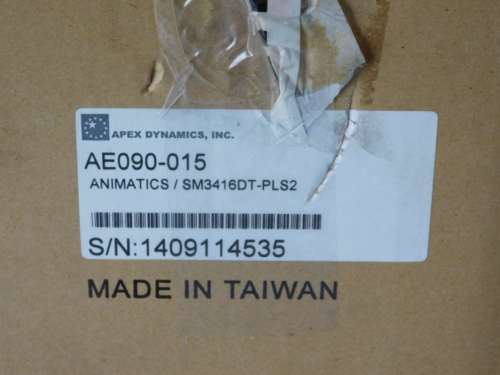 APEX DYNAMICS, INC.
AE090-015
ANIMATICS / SM3416DT-PLS2
S/N:1409114535
MADE IN TAIWAN